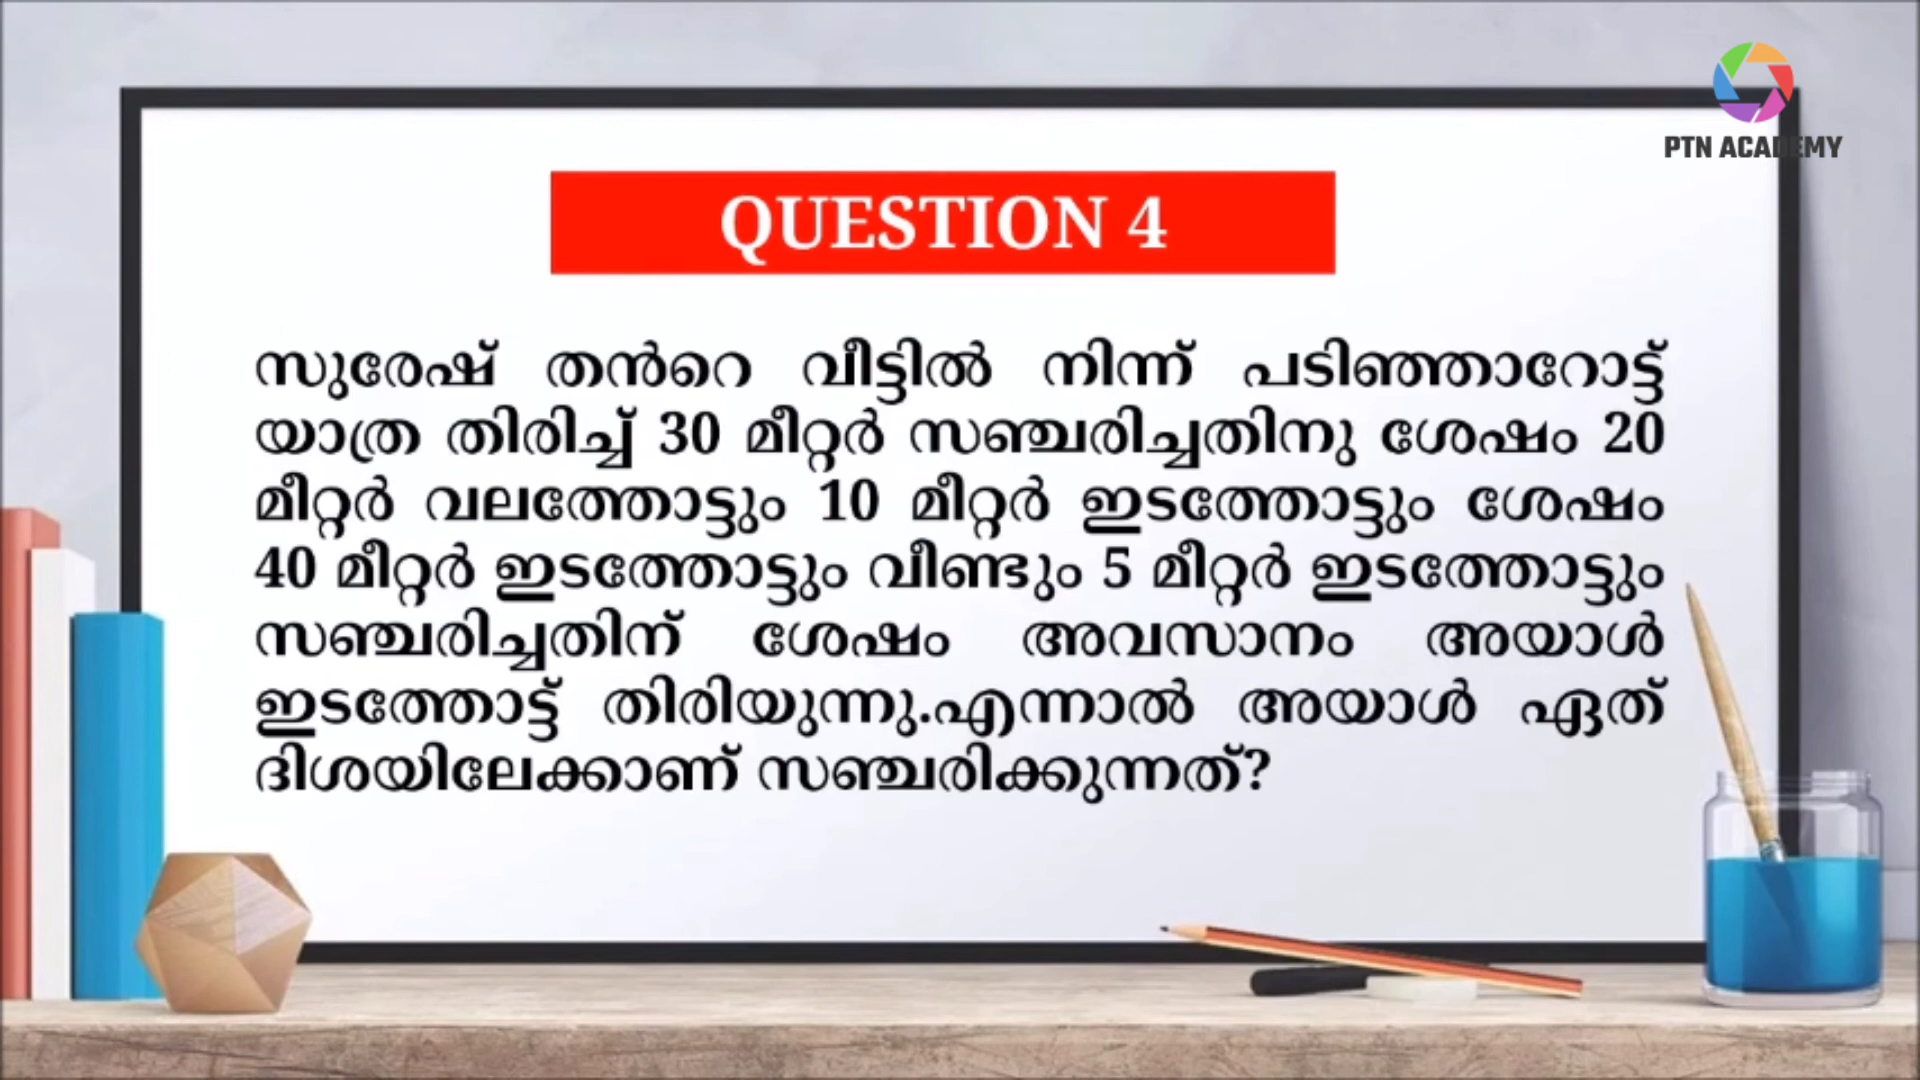 PTN ACADEMY
QUESTION 4
സുരേഷ് തൻറെ വീട്ടിൽ നിന്ന് പടിഞ്ഞാറോട്ട്
യാത്ര തിരിച്ച് 30 മീറ്റർ സഞ്ചരിച്ചതിനു ശേഷം 20
മീറ്റർ വലത്തോട്ടും 10 മീറ്റർ ഇടത്തോട്ടും ശേഷം
40 മീറ്റർ ഇടത്തോട്ടും വീണ്ടും 5 മീറ്റർ ഇടത്തോട്ടും
സഞ്ചരിച്ചതിന് ശേഷം അവസാനം അയാൾ
ഇടത്തോട്ട് തിരിയുന്നു.എന്നാൽ അയാൾ ഏത്
ദിശയിലേക്കാണ് സഞ്ചരിക്കുന്നത്?